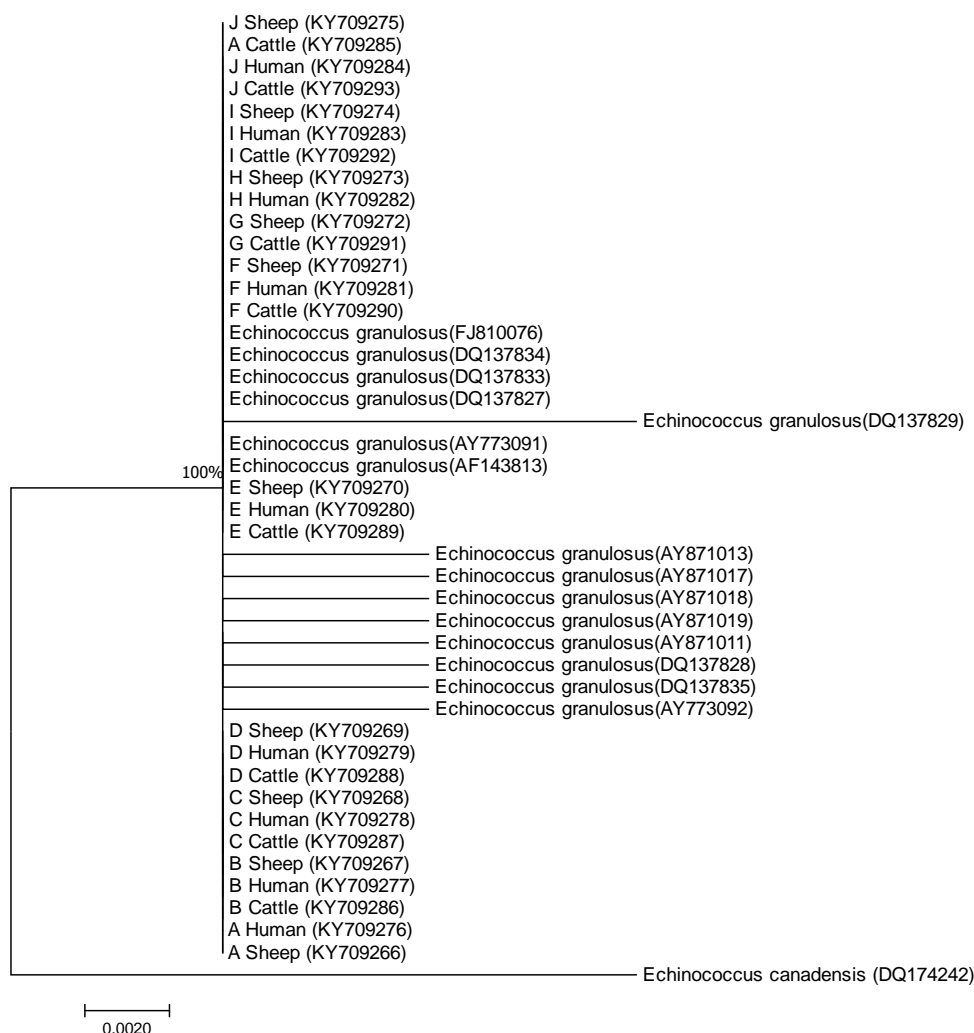 J Sheep (KY709275)
A Cattle (KY709285)
J Human (KY709284)
J Cattle (KY709293)
I Sheep (KY709274)
I Human (KY709283)
I Cattle (KY709292)
H Sheep (KY709273)
H Human (KY709282)
G Sheep (KY709272)
G Cattle (KY709291)
F Sheep (KY709271)
F Human (KY709281)
F Cattle (KY709290)
Echinococcus granulosus(FJ810076)
Echinococcus granulosus(DQ137834)
Echinococcus granulosus(DQ137833)
Echinococcus granulosus(DQ137827)
Echinococcus granulosus(DQ137829)
Echinococcus granulosus(AY773091)
Echinococcus granulosus(AF143813)
100%
E Sheep (KY709270)
E Human (KY709280)
E Cattle (KY709289)
Echinococcus granulosus(AY871013)
Echinococcus granulosus(AY871017)
Echinococcus granulosus(AY871018)
Echinococcus granulosus(AY871019)
Echinococcus granulosus(AY871011)
Echinococcus granulosus(DQ137828)
Echinococcus granulosus(DQ137835)
Echinococcus granulosus(AY773092)
D Sheep (KY709269)
D Human (KY709279)
D Cattle (KY709288)
C Sheep (KY709268)
C Human (KY709278)
C Cattle (KY709287)
B Sheep (KY709267)
B Human (KY709277)
B Cattle (KY709286)
A Human (KY709276)
A Sheep (KY709266)
Echinococcus canadensis (DQ174242)
0.0020